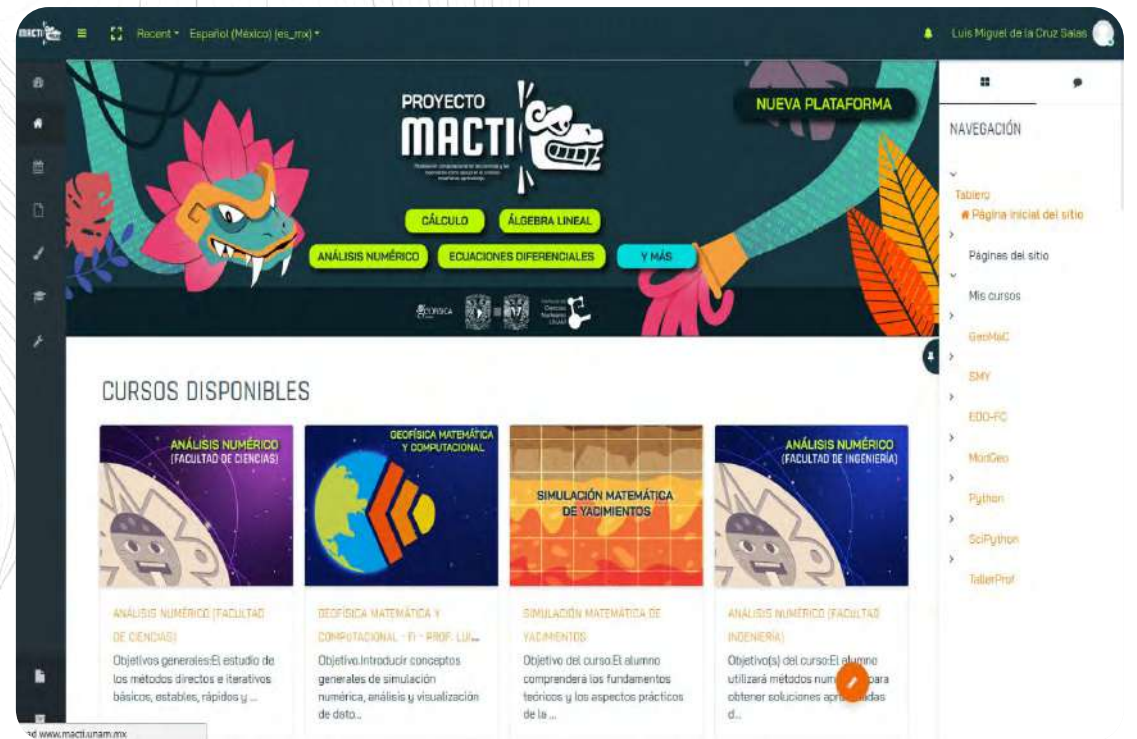 MACTI
Recent
Español (México) (es_mx)
Luis Miguel de la Cruz Salas
PROYECTO
MACTI
NUEVA PLATAFORMA
CÁLCULO
ÁLGEBRA LINEAL
ANÁLISIS NUMÉRICO
ECUACIONES DIFERENCIALES
Y MÁS
NAVEGACIÓN
Tablero
Página inicial del sitio
Páginas del sitio
Mis cursos
GeoMaC
SMY
EDO-FC
ModGeo
Python
SciPython
TallerProf
CURSOS DISPONIBLES
ANÁLISIS NUMÉRICO
(FACULTAD DE CIENCIAS)
GEOFÍSICA MATEMÁTICA
Y COMPUTACIONAL
SIMULACIÓN MATEMÁTICA
DE YACIMIENTOS
ANÁLISIS NUMÉRICO
(FACULTAD DE INGENIERÍA)
ANÁLISIS NUMÉRICO (FACULTAD
DE CIENCIAS)
Objetivos generales:El estudio de
los métodos directos e iterativos
básicos, estables, rápidos y ...
GEOFÍSICA MATEMÁTICA Y
COMPUTACIONAL - FI - PROF. LUI...
Objetivo.Introducir conceptos
generales de simulación
numérica, análisis y visualización
de dato...
SIMULACIÓN MATEMÁTICA DE
YACIMIENTOS
Objetivo del curso:El alumno
comprenderá los fundamentos
teóricos y los aspectos prácticos
de la ...
ANÁLISIS NUMÉRICO (FACULTAD
INGENIERÍA)
Objetivo(s) del curso:El alumno
utilizará métodos para
obtener soluciones
d...
www.macti.unam.mx